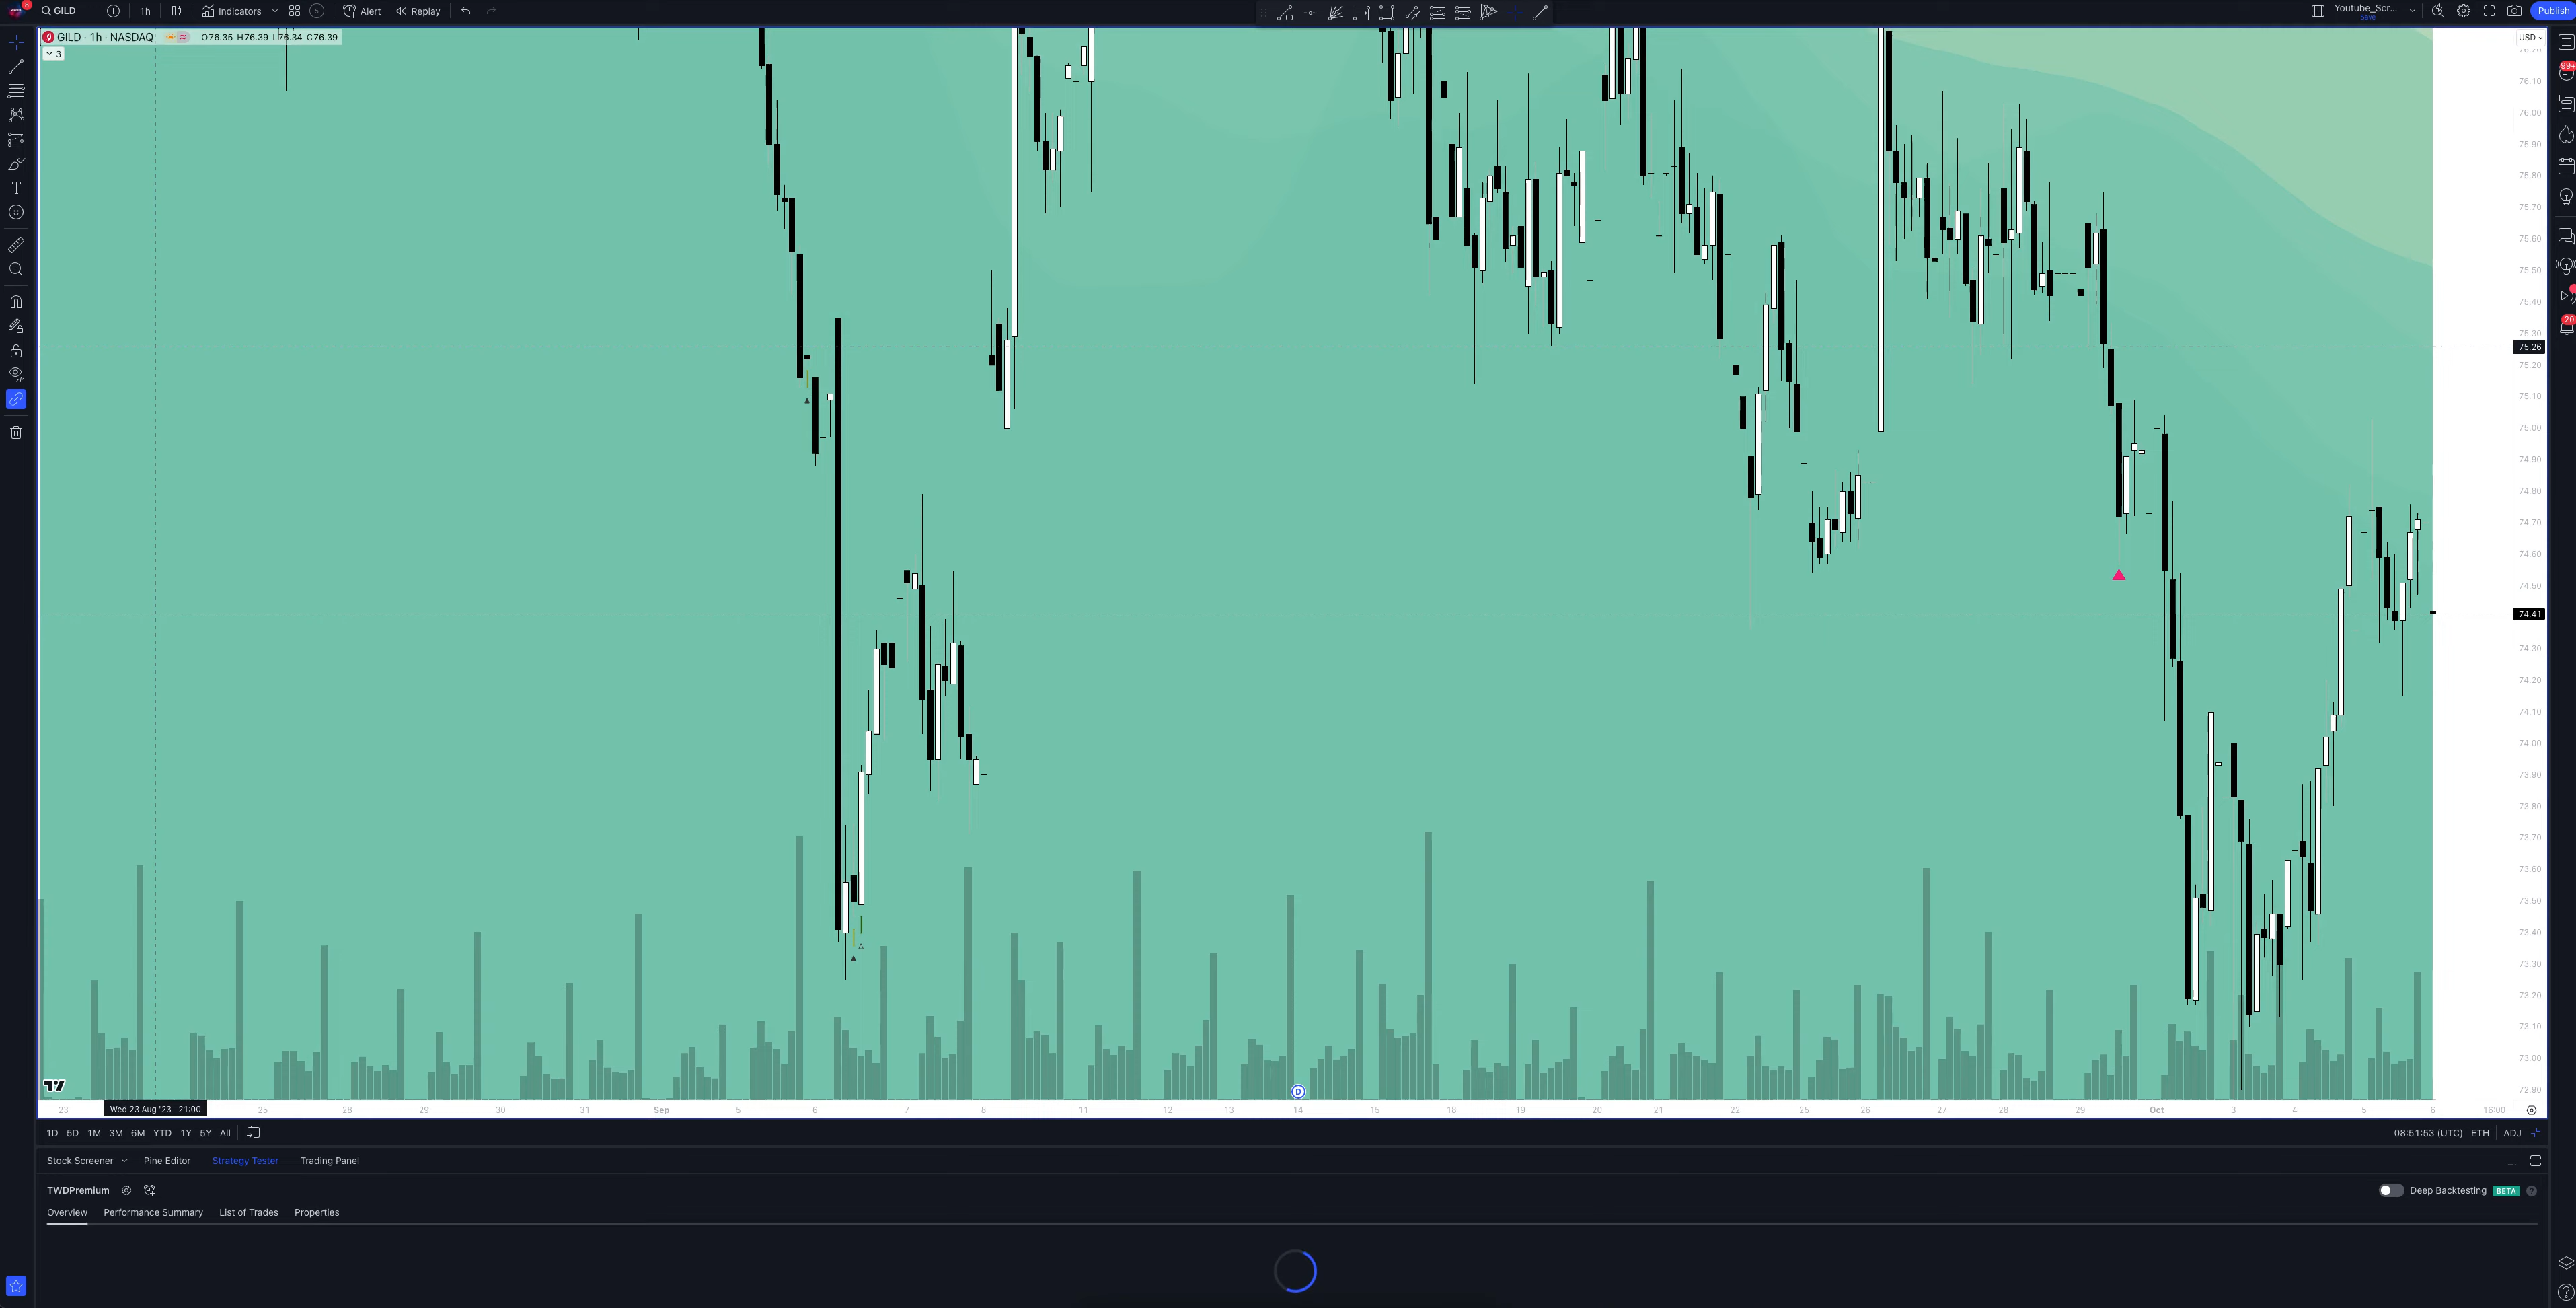 8
GILD
1h
Indicators
5
Alert
Replay
Youtube_Scr...
Save
Publish
GILD · 1h · NASDAQ
O76.35 H76.39 L76.34 C76.39
3
USD
76.10
76.00
75.90
75.80
75.70
75.60
75.50
75.40
75.30
75.26
75.20
75.10
75.00
74.90
74.80
74.70
74.60
74.50
74.41
74.30
74.20
74.10
74.00
73.90
73.80
73.70
73.60
73.50
73.40
73.30
73.20
73.10
73.00
72.90
99+
20
D
23 Wed 23 Aug '23 21:00 25 28 29 30 31 Sep 5 6 7 8 11 12 13 14 15 18 19 20 21 22 25 26 27 28 29 Oct 3 4 5 6 16:00
1D 5D 1M 3M 6M YTD 1Y 5Y All
08:51:53 (UTC) ETH ADJ
Stock Screener Pine Editor Strategy Tester Trading Panel
TWDPremium
Deep Backtesting BETA
Overview Performance Summary List of Trades Properties